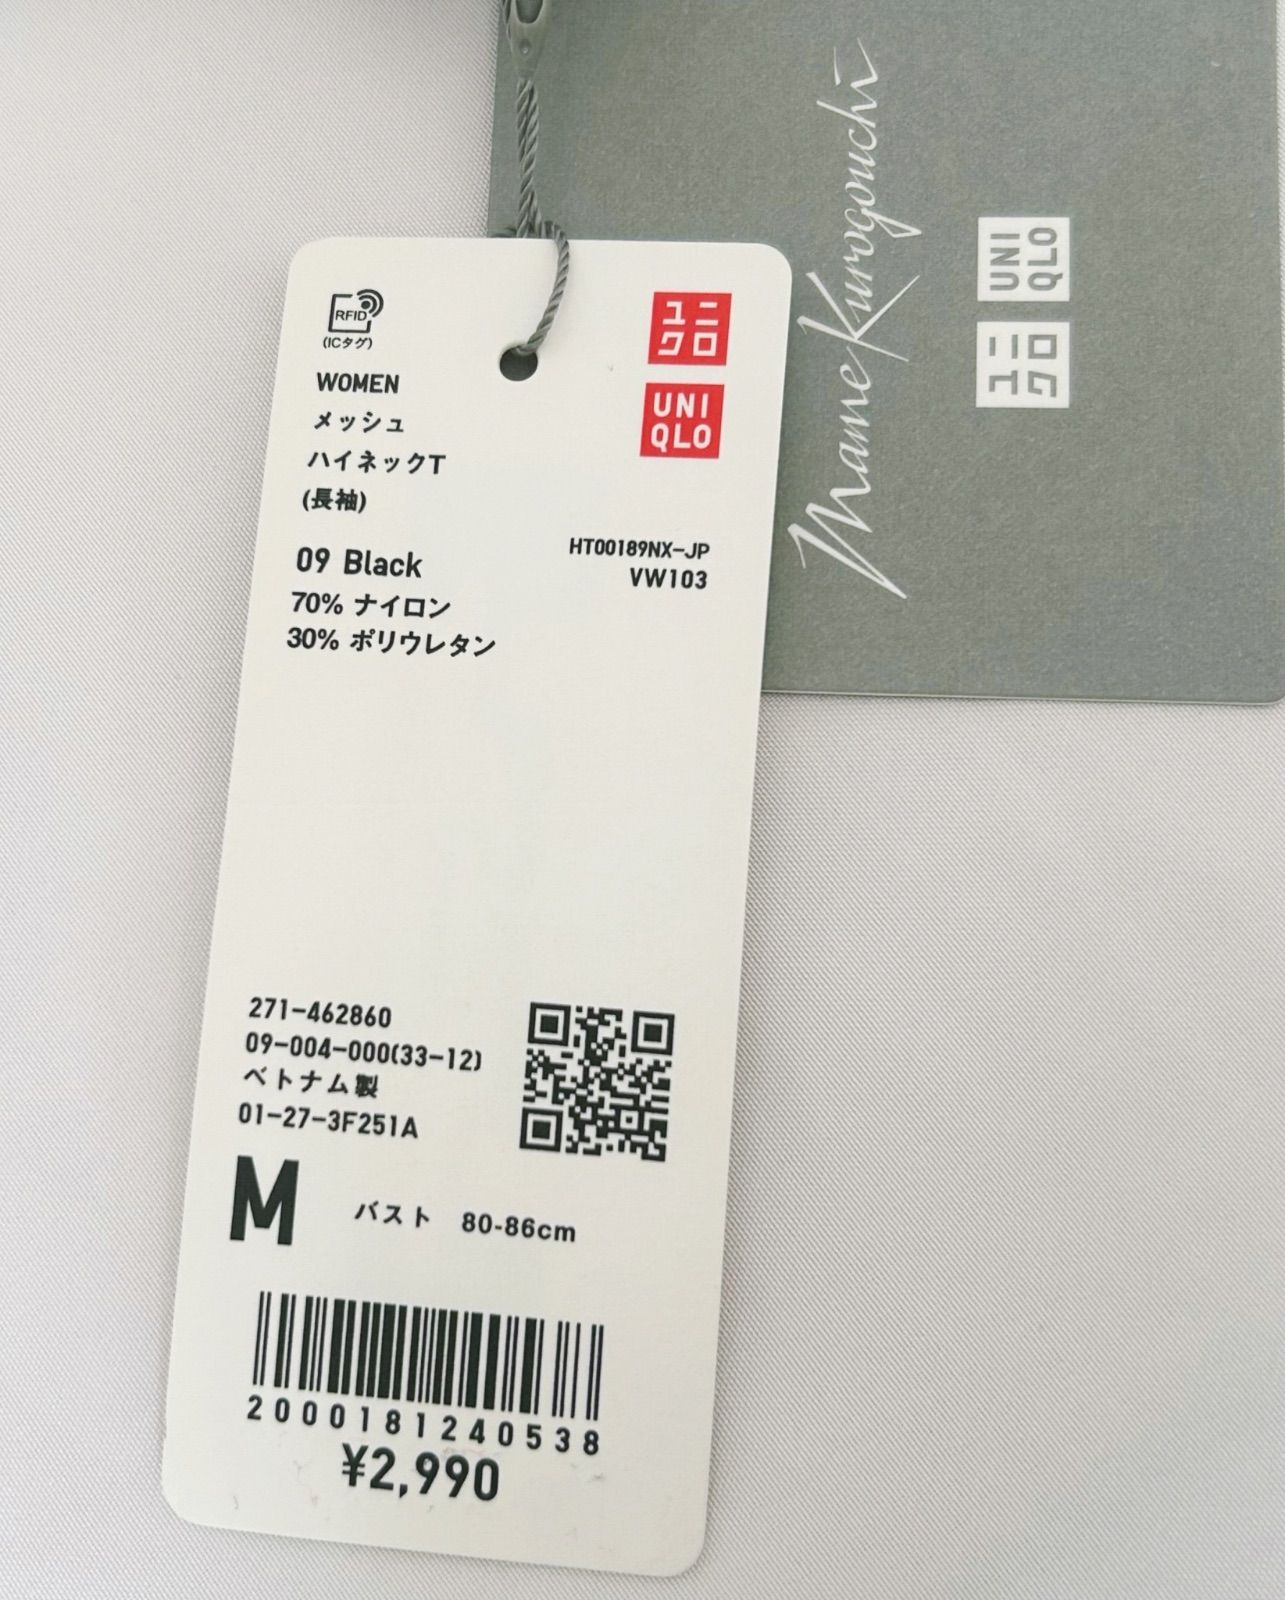 RFID
(ICタグ)
ユニ
クロ
UNI
QLO
WOMEN
メッシュ
ハイネックT
(長袖)
HT00189NX-JP
VW103
09 Black
70% ナイロン
30% ポリウレタン
271-462860
09-004-000(33-12)
ベトナム製
01-27-3F251A
M バスト 80-86cm
2000181240538
¥2,990
Mame Kurogouchi
ユニ
クロ
UNI
QLO